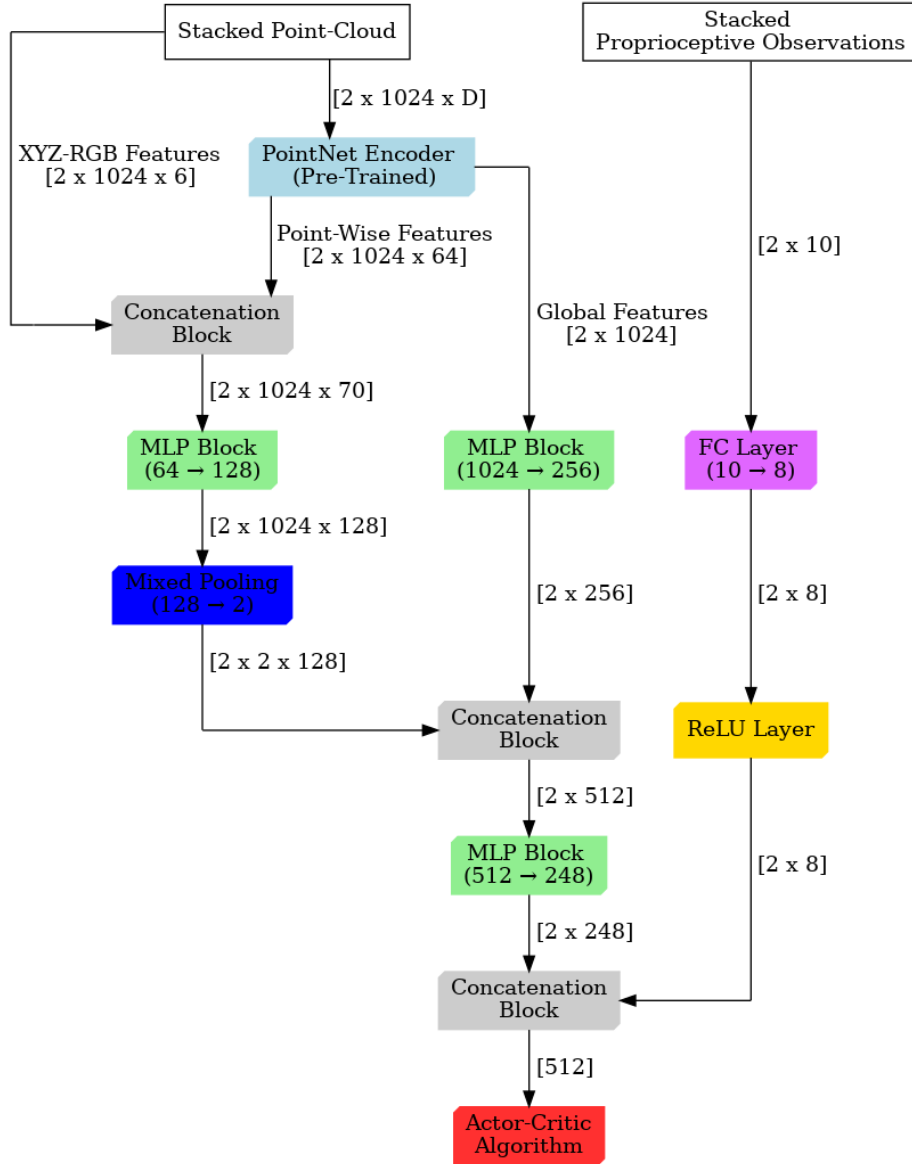 Stacked Point-Cloud
Stacked
Proprioceptive Observations
[2 x 1024 x D]
XYZ-RGB Features
[2 x 1024 x 6]
PointNet Encoder
(Pre-Trained)
Point-Wise Features
[2 x 1024 x 64]
[2 x 10]
Global Features
[2 x 1024]
Concatenation
Block
[2 x 1024 x 70]
MLP Block
(64 → 128)
MLP Block
(1024 → 256)
FC Layer
(10 → 8)
[2 x 1024 x 128]
Mixed Pooling
(128 → 2)
[2 x 256]
[2 x 8]
[2 x 2 x 128]
Concatenation
Block
ReLU Layer
[2 x 512]
MLP Block
(512 → 248)
[2 x 8]
[2 x 248]
Concatenation
Block
[512]
Actor-Critic
Algorithm